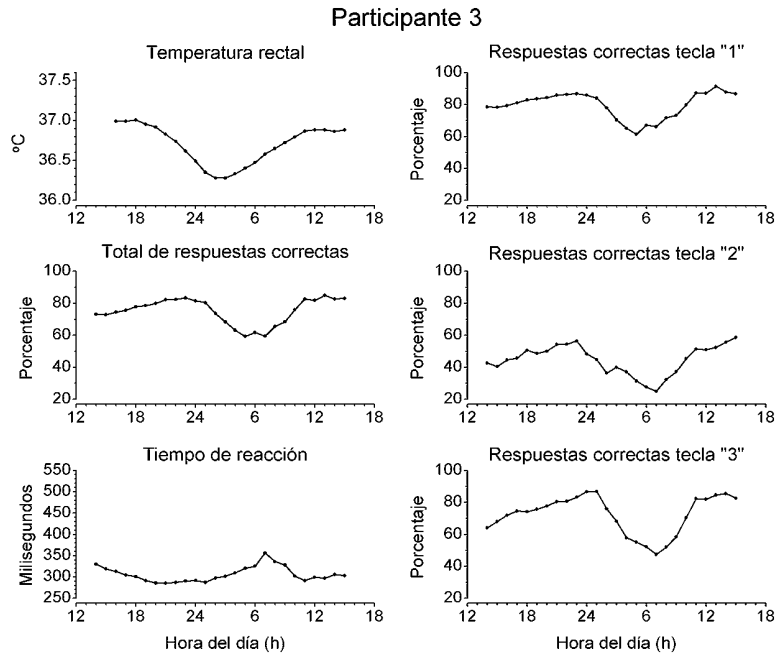 Participante 3
Temperatura rectal
37.5
37.0
36.5
36.0
ºC
12 18 24 6 12 18
Respuestas correctas tecla "1"
100
80
60
40
20
Porcentaje
12 18 24 6 12 18
Total de respuestas correctas
100
80
60
40
20
Porcentaje
12 18 24 6 12 18
Respuestas correctas tecla "2"
100
80
60
40
20
Porcentaje
12 18 24 6 12 18
Tiempo de reacción
550
500
450
400
350
300
250
Milisegundos
12 18 24 6 12 18
Hora del día (h)
Respuestas correctas tecla "3"
100
80
60
40
20
Porcentaje
12 18 24 6 12 18
Hora del día (h)